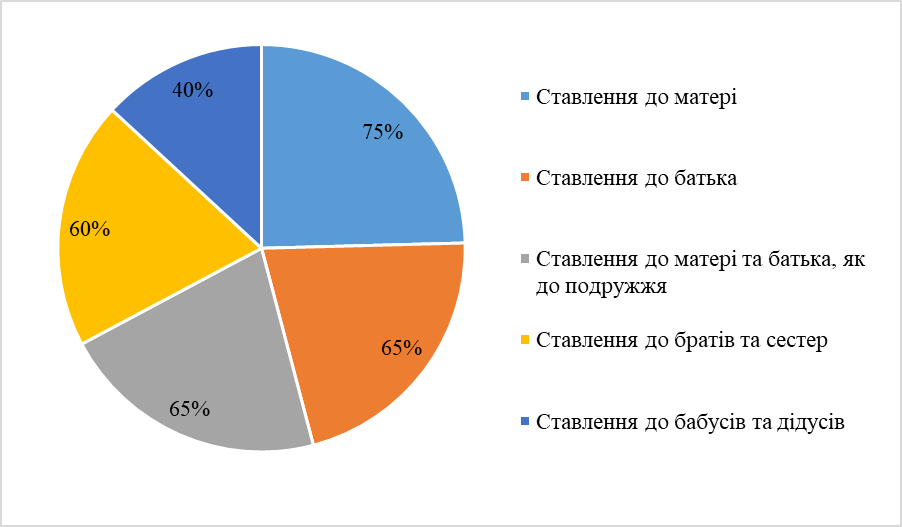 40%
75%
60%
65%
65%
Ставлення до матері
Ставлення до батька
Ставлення до матері та батька, як
до подружжя
Ставлення до братів та сестер
Ставлення до бабусів та дідусів